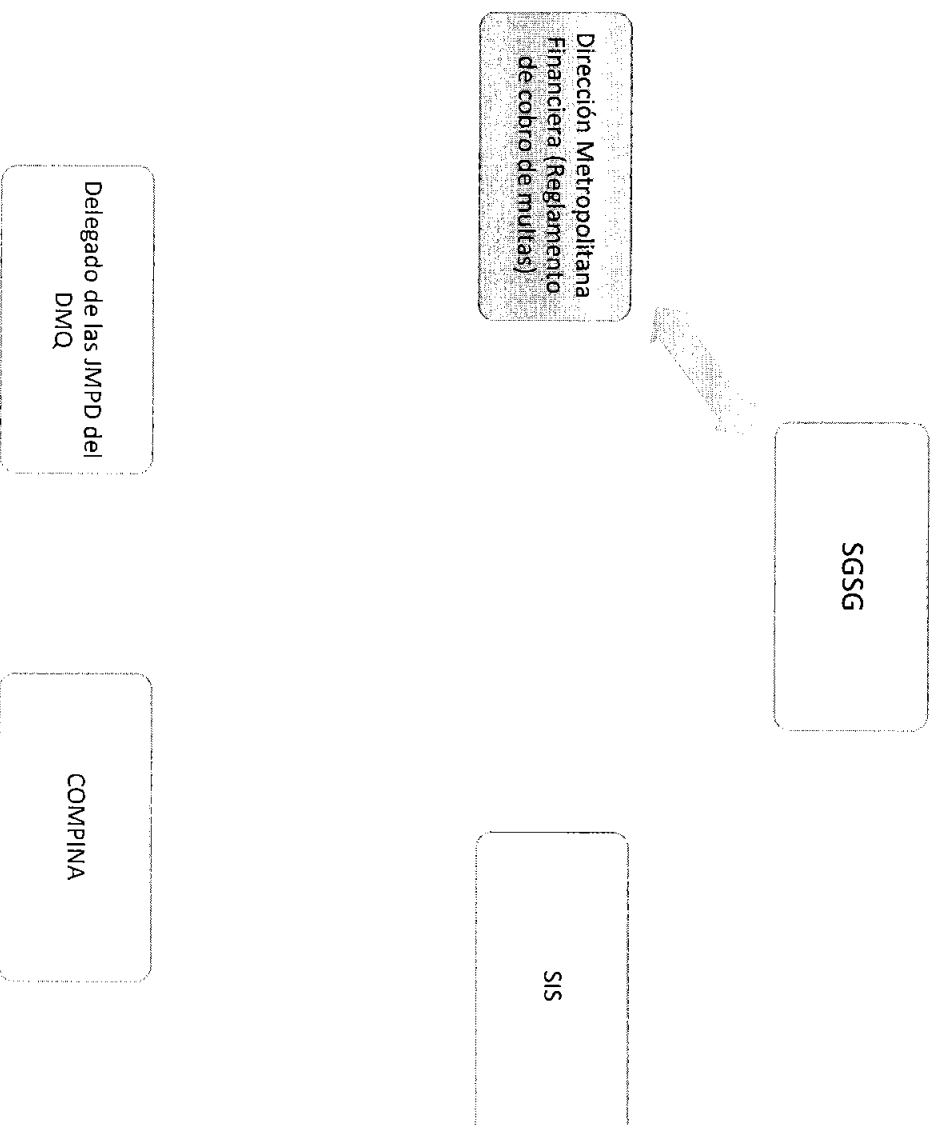 SGSG
Dirección Metropolitana
Financiera (Reglamento
de cobro de multas)
SIS
Delegado de las JMPD del
DMQ
COMPINA